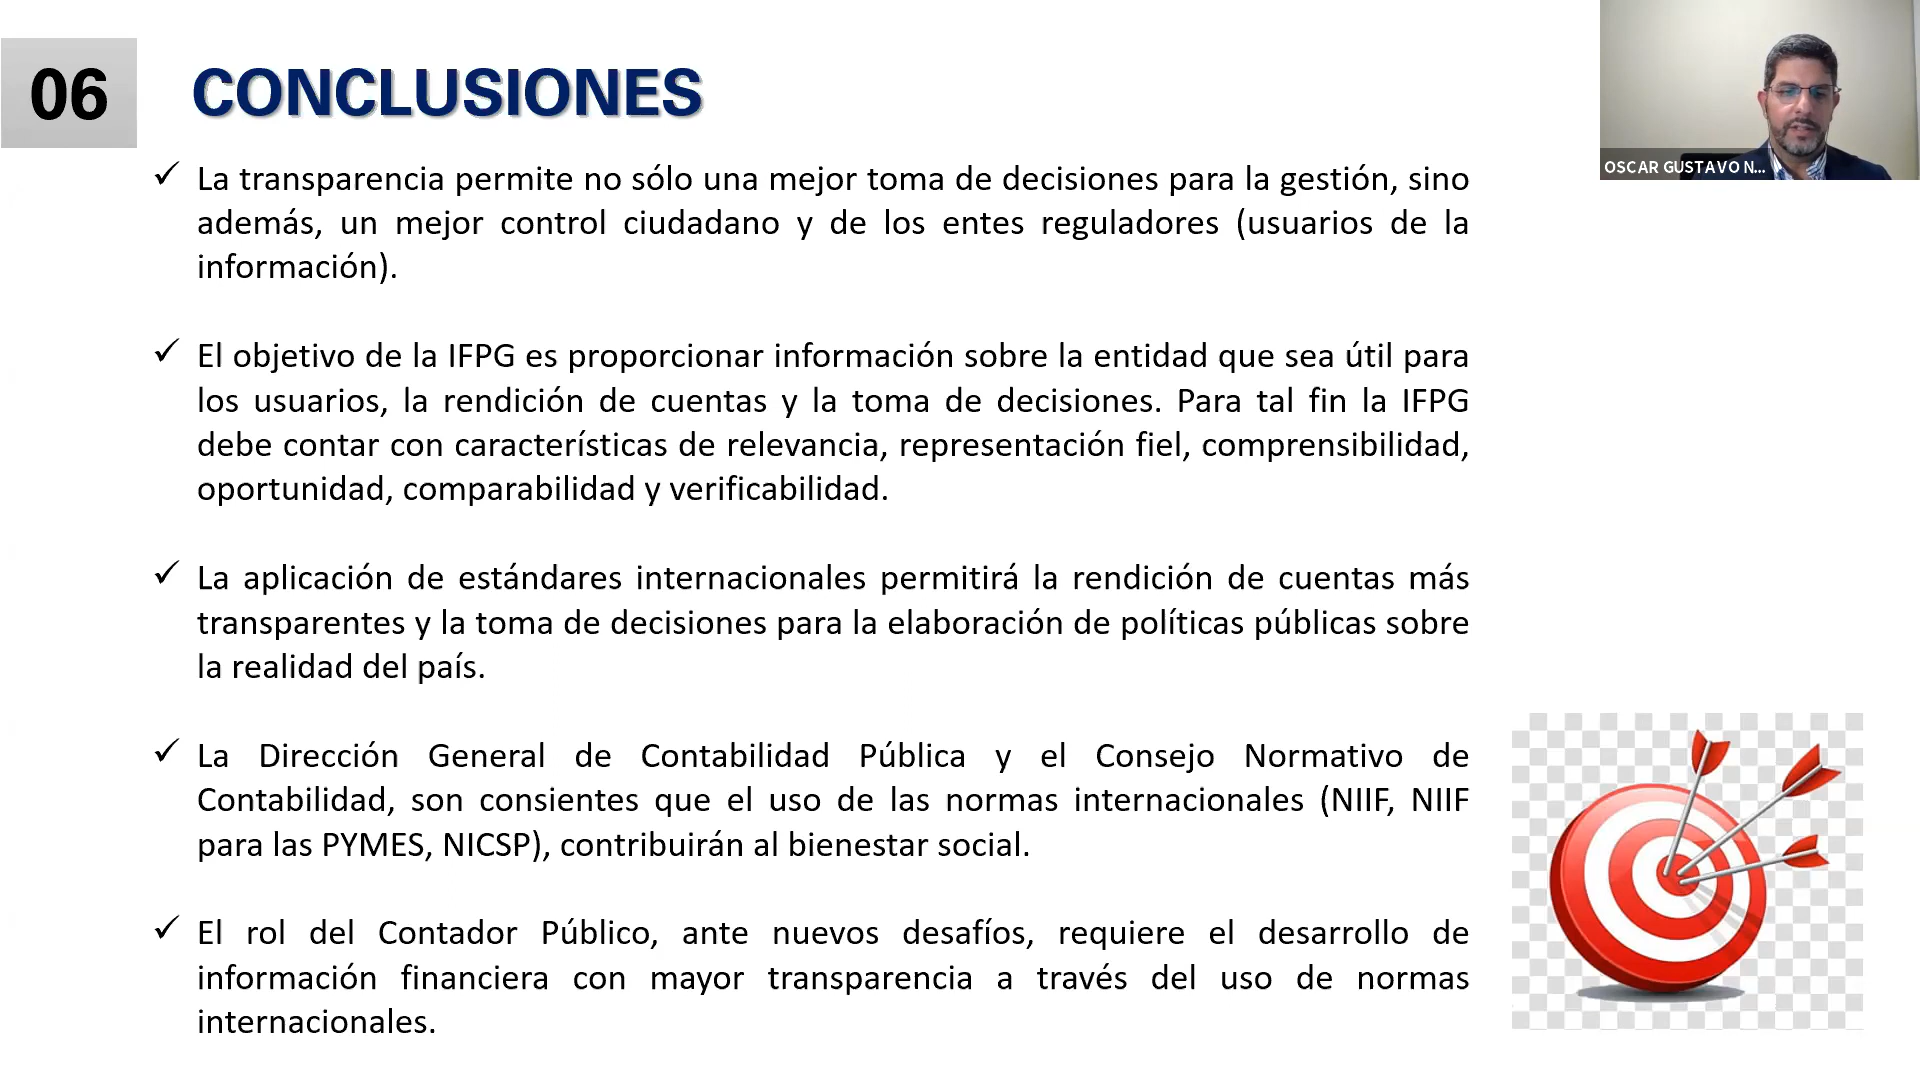 06
CONCLUSIONES
OSCAR GUSTAVO N...
✓ La transparencia permite no sólo una mejor toma de decisiones para la gestión, sino
además, un mejor control ciudadano y de los entes reguladores (usuarios de la
información).
✓ El objetivo de la IFPG es proporcionar información sobre la entidad que sea útil para
los usuarios, la rendición de cuentas y la toma de decisiones. Para tal fin la IFPG
debe contar con características de relevancia, representación fiel, comprensibilidad,
oportunidad, comparabilidad y verificabilidad.
✓ La aplicación de estándares internacionales permitirá la rendición de cuentas más
transparentes y la toma de decisiones para la elaboración de políticas públicas sobre
la realidad del país.
✓ La Dirección General de Contabilidad Pública y el Consejo Normativo de
Contabilidad, son consientes que el uso de las normas internacionales (NIIF, NIIF
para las PYMES, NICSP), contribuirán al bienestar social.
✓ El rol del Contador Público, ante nuevos desafíos, requiere el desarrollo de
información financiera con mayor transparencia a través del uso de normas
internacionales.